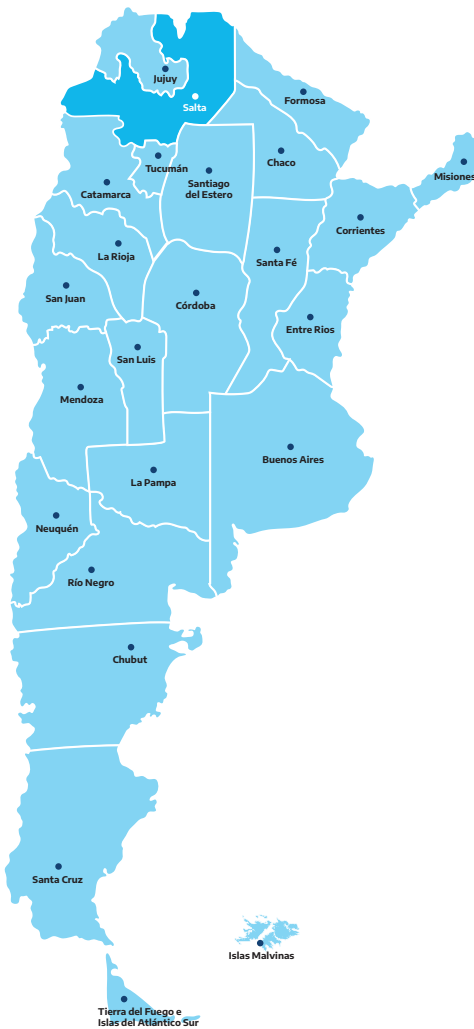 Jujuy
Salta
Formosa
Tucumán
Chaco
Santiago
del Estero
Misiones
Catamarca
Corrientes
La Rioja
Santa Fé
San Juan
Córdoba
Entre Rios
San Luis
Mendoza
Buenos Aires
La Pampa
Neuquén
Río Negro
Chubut
Santa Cruz
Islas Malvinas
Tierra del Fuego e
Islas del Atlántico Sur